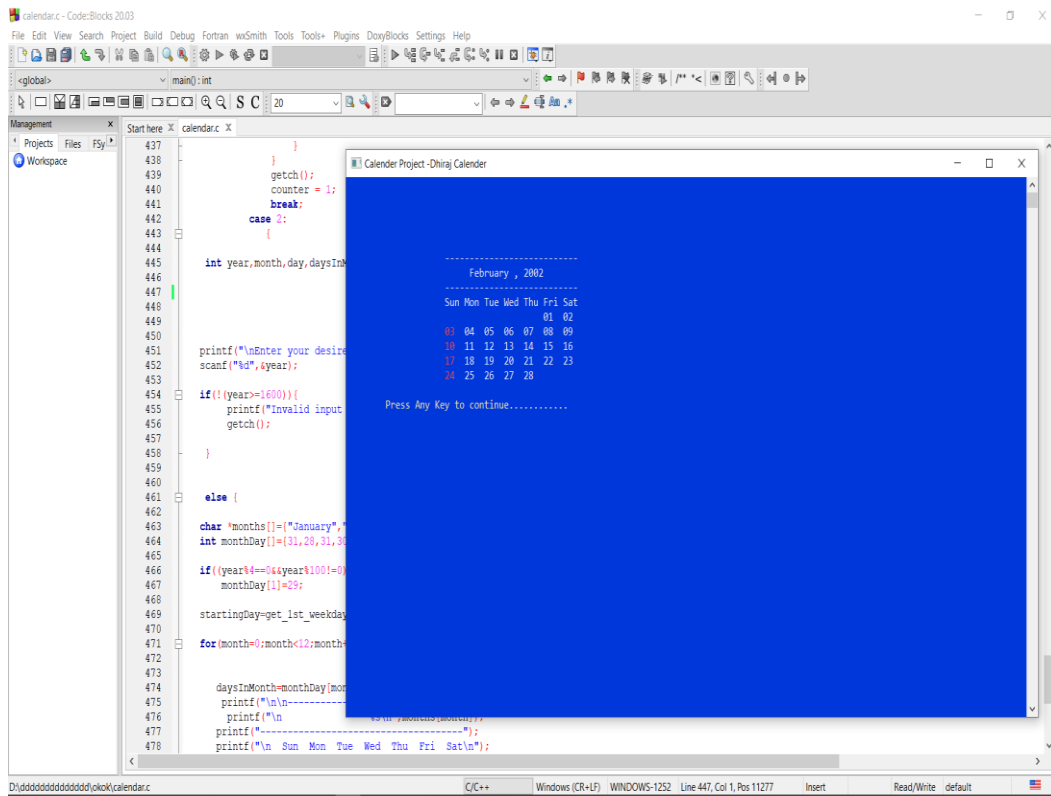 calendar.c - Code::Blocks 20.03
File Edit View Search Project Build Debug Fortran wxSmith Tools Tools+ Plugins DoxyBlocks Settings Help
<global> main() : int
S C 20
Management x
Projects Files FSy
Workspace
Start here X calendar.c X
437 }
438 }
439 getch();
440 counter = 1;
441 break;
442 case 2:
443 {
444
445 int year,month,day,daysInM
446
447
448
449
450
451 printf("\nEnter your desire
452 scanf("%d",&year);
453
454 if(!(year>=1600)){
455 printf("Invalid input
456 getch();
457
458 }
459
460
461 else {
462
463 char *months[]={"January","
464 int monthDay[]={31,28,31,30
465
466 if((year%4==0&&year%100!=0)
467 monthDay[1]=29;
468
469 startingDay=get_1st_weekday
470
471 for(month=0;month<12;month+
472
473
474 daysInMonth=monthDay[mon
475 printf("\n\n-----------
476 printf("\n %s\n",months[month]);
477 printf("-----------------------------------");
478 printf("\n Sun Mon Tue Wed Thu Fri Sat\n");
Calender Project -Dhiraj Calender
---------------------------
February , 2002
---------------------------
Sun Mon Tue Wed Thu Fri Sat
01 02
03 04 05 06 07 08 09
10 11 12 13 14 15 16
17 18 19 20 21 22 23
24 25 26 27 28
Press Any Key to continue............
D:\dddddddddddddd\okok\calendar.c C/C++ Windows (CR+LF) WINDOWS-1252 Line 447, Col 1, Pos 11277 Insert Read/Write default